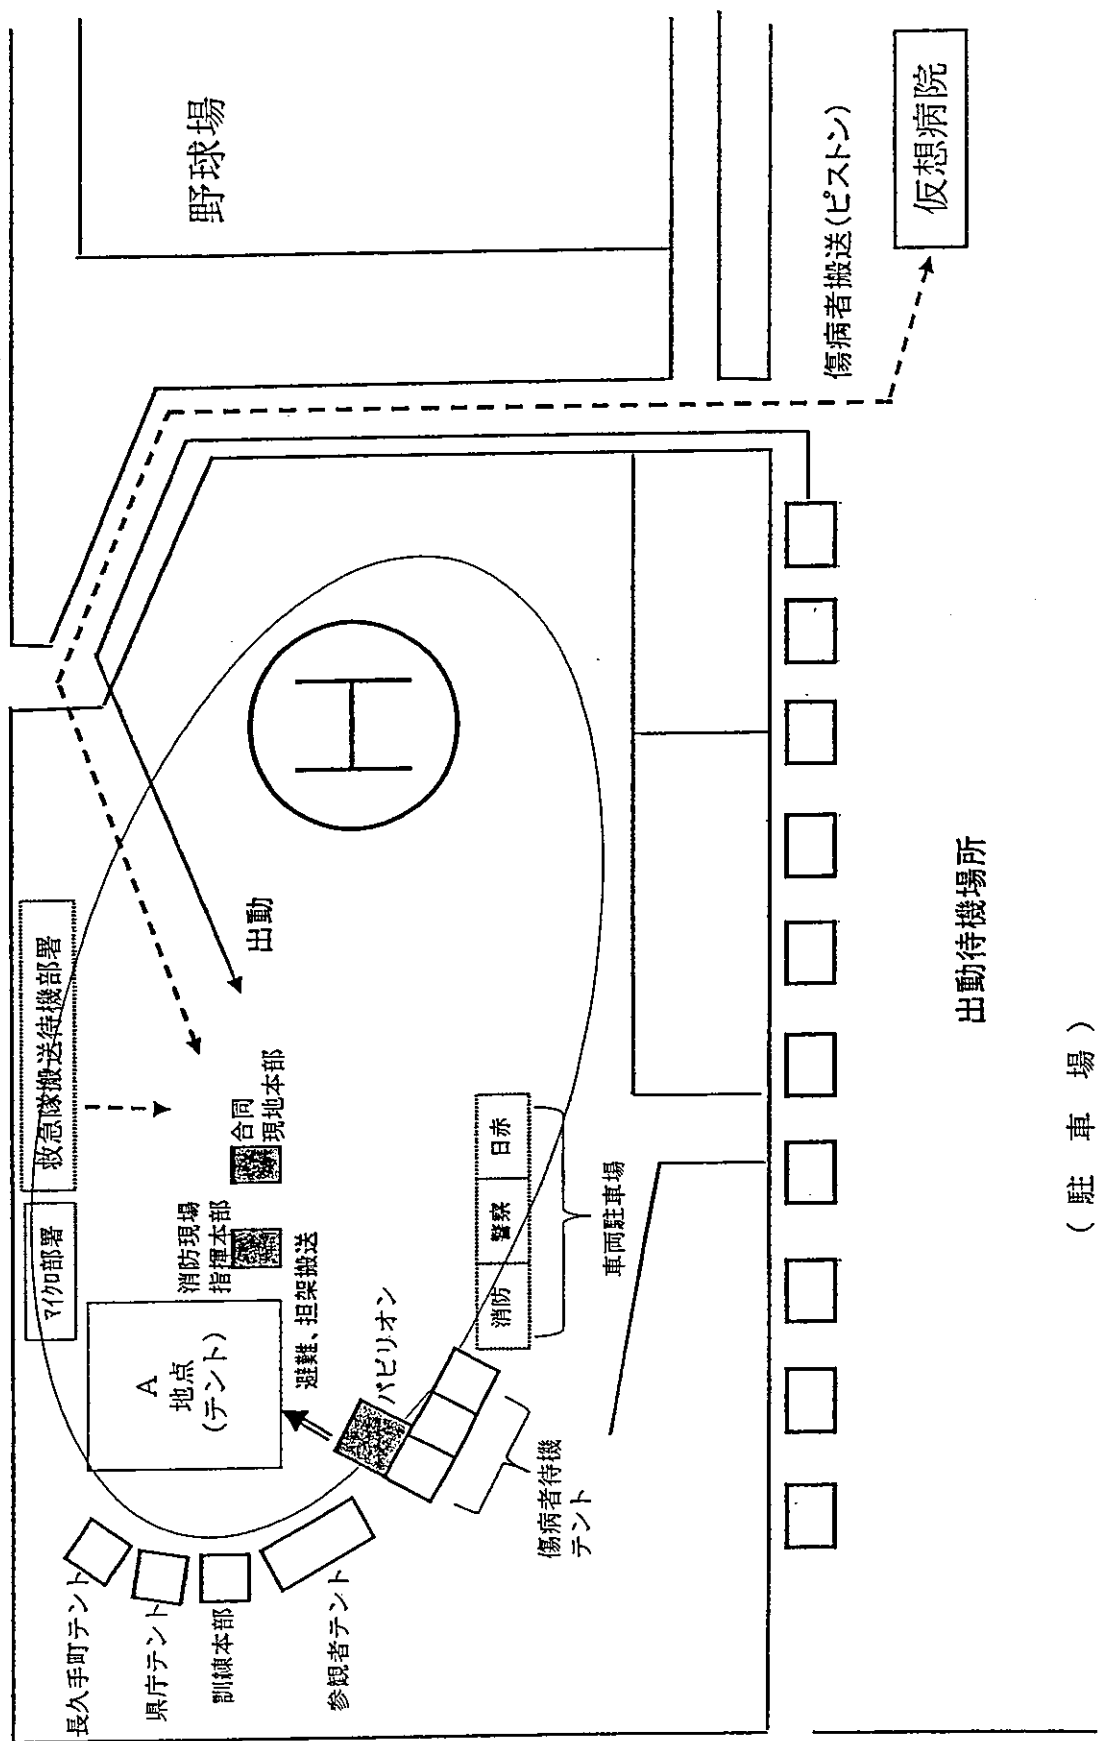 野球場
傷病者搬送(ピストン)
仮想病院
救急隊搬送待機部署
出動
マイクロ部署
合同
現地本部
消防現場
指揮本部
A
地点
(テント)
避難、担架搬送
パビリオン
消防
警察
日赤
車両駐車場
傷病者待機
テント
長久手町テント
県庁テント
訓練本部
参観者テント
H
出動待機場所
(駐車場)